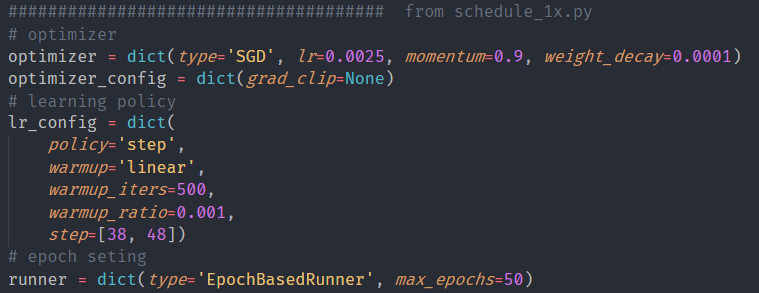 ######################################  from schedule_1x.py
# optimizer
optimizer = dict(type='SGD', lr=0.0025, momentum=0.9, weight_decay=0.0001)
optimizer_config = dict(grad_clip=None)
# learning policy
lr_config = dict(
    policy='step',
    warmup='linear',
    warmup_iters=500,
    warmup_ratio=0.001,
    step=[38, 48])
# epoch seting
runner = dict(type='EpochBasedRunner', max_epochs=50)